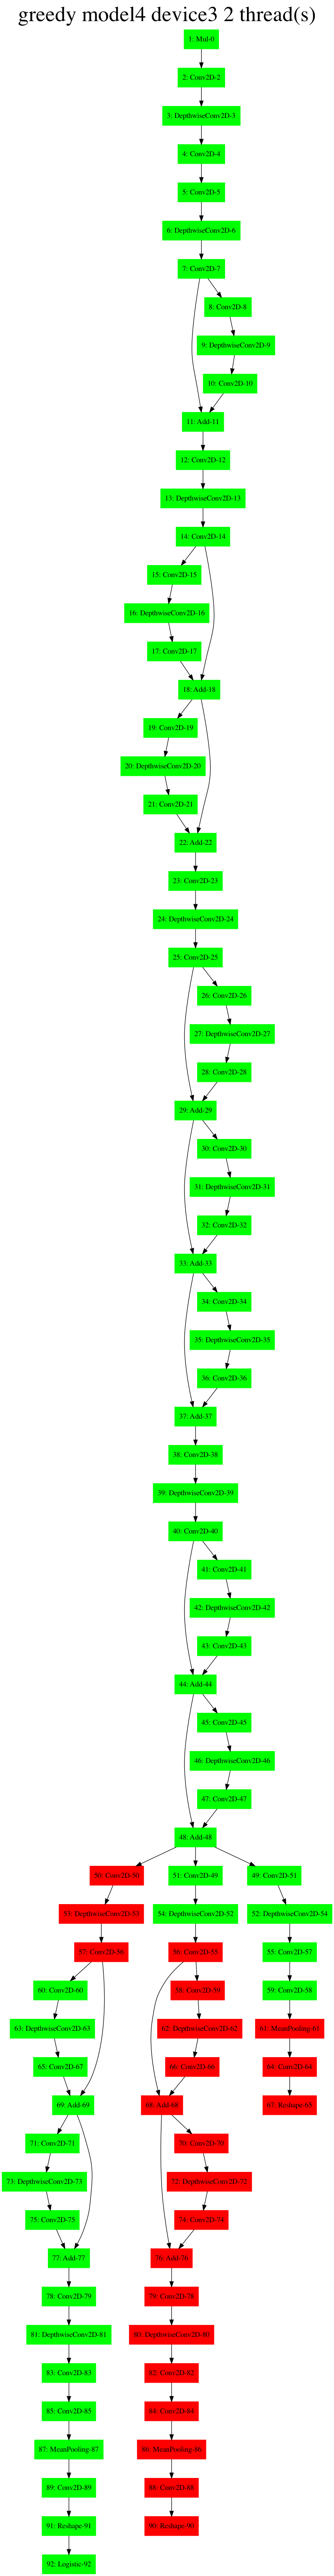 greedy model4 device3 2 thread(s)
1: Mul-0
2: Conv2D-2
3: DepthwiseConv2D-3
4: Conv2D-4
5: Conv2D-5
6: DepthwiseConv2D-6
7: Conv2D-7
8: Conv2D-8
9: DepthwiseConv2D-9
10: Conv2D-10
11: Add-11
12: Conv2D-12
13: DepthwiseConv2D-13
14: Conv2D-14
15: Conv2D-15
16: DepthwiseConv2D-16
17: Conv2D-17
18: Add-18
19: Conv2D-19
20: DepthwiseConv2D-20
21: Conv2D-21
22: Add-22
23: Conv2D-23
24: DepthwiseConv2D-24
25: Conv2D-25
26: Conv2D-26
27: DepthwiseConv2D-27
28: Conv2D-28
29: Add-29
30: Conv2D-30
31: DepthwiseConv2D-31
32: Conv2D-32
33: Add-33
34: Conv2D-34
35: DepthwiseConv2D-35
36: Conv2D-36
37: Add-37
38: Conv2D-38
39: DepthwiseConv2D-39
40: Conv2D-40
41: Conv2D-41
42: DepthwiseConv2D-42
43: Conv2D-43
44: Add-44
45: Conv2D-45
46: DepthwiseConv2D-46
47: Conv2D-47
48: Add-48
50: Conv2D-50
51: Conv2D-49
49: Conv2D-51
53: DepthwiseConv2D-53
54: DepthwiseConv2D-52
52: DepthwiseConv2D-54
57: Conv2D-56
56: Conv2D-55
55: Conv2D-57
60: Conv2D-60
58: Conv2D-59
59: Conv2D-58
63: DepthwiseConv2D-63
62: DepthwiseConv2D-62
61: MeanPooling-61
65: Conv2D-67
66: Conv2D-66
64: Conv2D-64
69: Add-69
68: Add-68
67: Reshape-65
71: Conv2D-71
70: Conv2D-70
73: DepthwiseConv2D-73
72: DepthwiseConv2D-72
75: Conv2D-75
74: Conv2D-74
77: Add-77
76: Add-76
78: Conv2D-79
79: Conv2D-78
81: DepthwiseConv2D-81
80: DepthwiseConv2D-80
83: Conv2D-83
82: Conv2D-82
85: Conv2D-85
84: Conv2D-84
87: MeanPooling-87
86: MeanPooling-86
89: Conv2D-89
88: Conv2D-88
91: Reshape-91
90: Reshape-90
92: Logistic-92